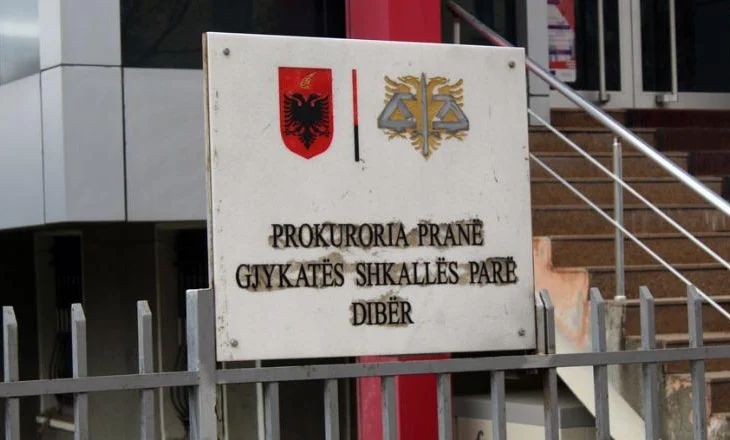 PROKURORIA PRANË
GJYKATËS SHKALLËS PARË
DIBËR